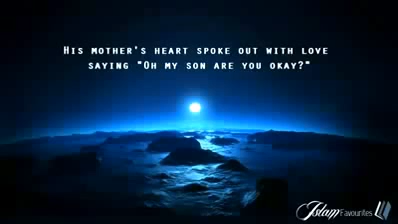 His mother's heart spoke out with love
saying "Oh my son are you okay?"
Islam Favourites